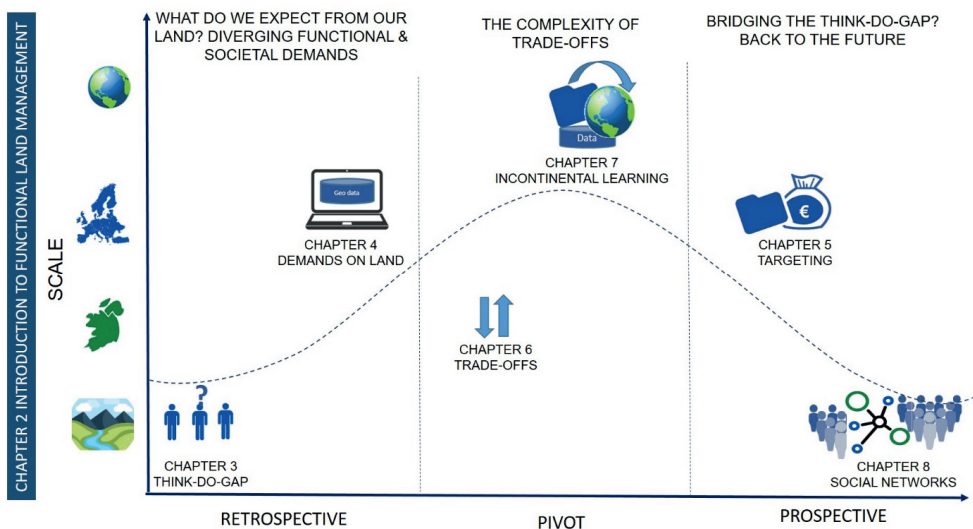 CHAPTER 2 INTRODUCTION TO FUNCTIONAL LAND MANAGEMENT
SCALE
WHAT DO WE EXPECT FROM OUR
LAND? DIVERGING FUNCTIONAL &
SOCIETAL DEMANDS
THE COMPLEXITY OF
TRADE-OFFS
BRIDGING THE THINK-DO-GAP?
BACK TO THE FUTURE
Data
CHAPTER 7
INCONTINENTAL LEARNING
Geo data
CHAPTER 4
DEMANDS ON LAND
€
CHAPTER 5
TARGETING
CHAPTER 6
TRADE-OFFS
?
CHAPTER 3
THINK-DO-GAP
CHAPTER 8
SOCIAL NETWORKS
RETROSPECTIVE
PIVOT
PROSPECTIVE